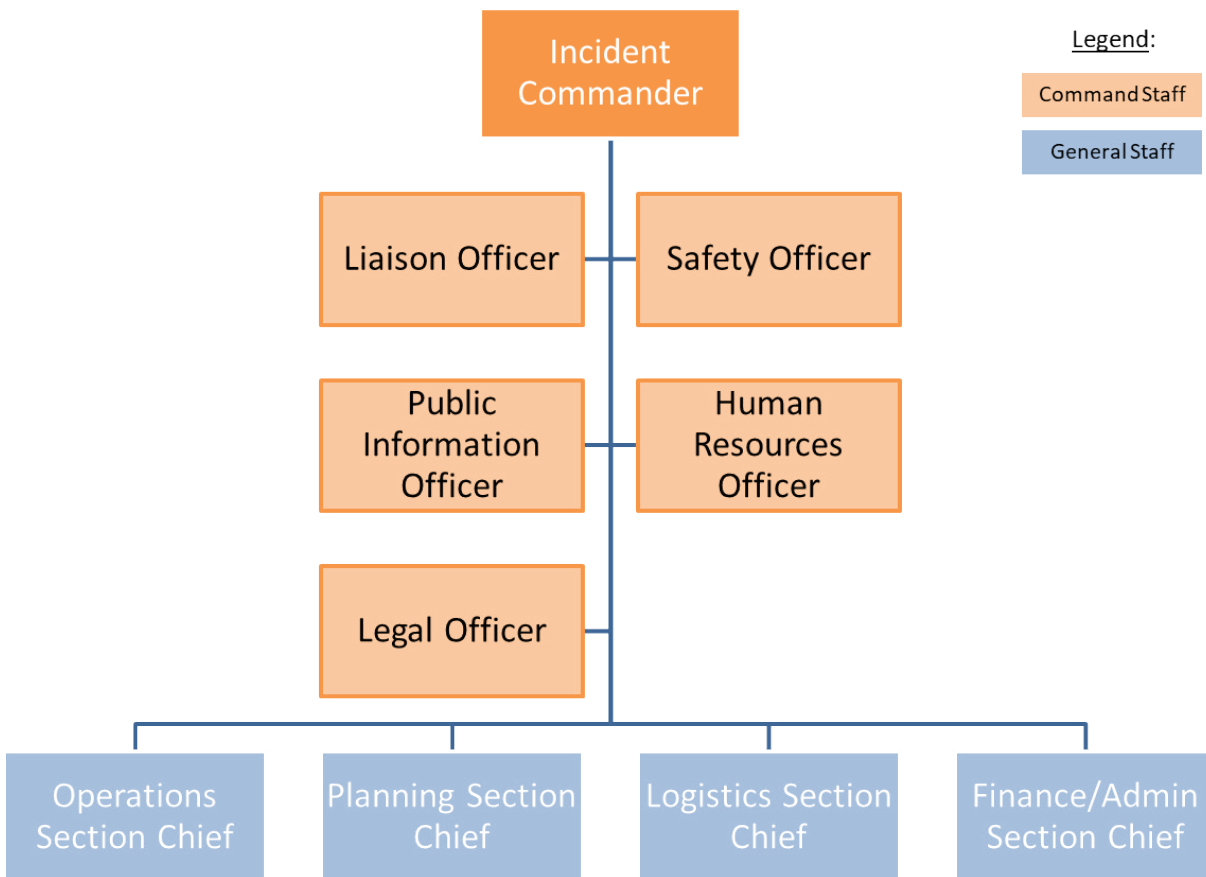 Incident
Commander
Legend:
Command Staff
General Staff
Liaison Officer
Safety Officer
Public
Information
Officer
Human
Resources
Officer
Legal Officer
Operations
Section Chief
Planning Section
Chief
Logistics Section
Chief
Finance/Admin
Section Chief